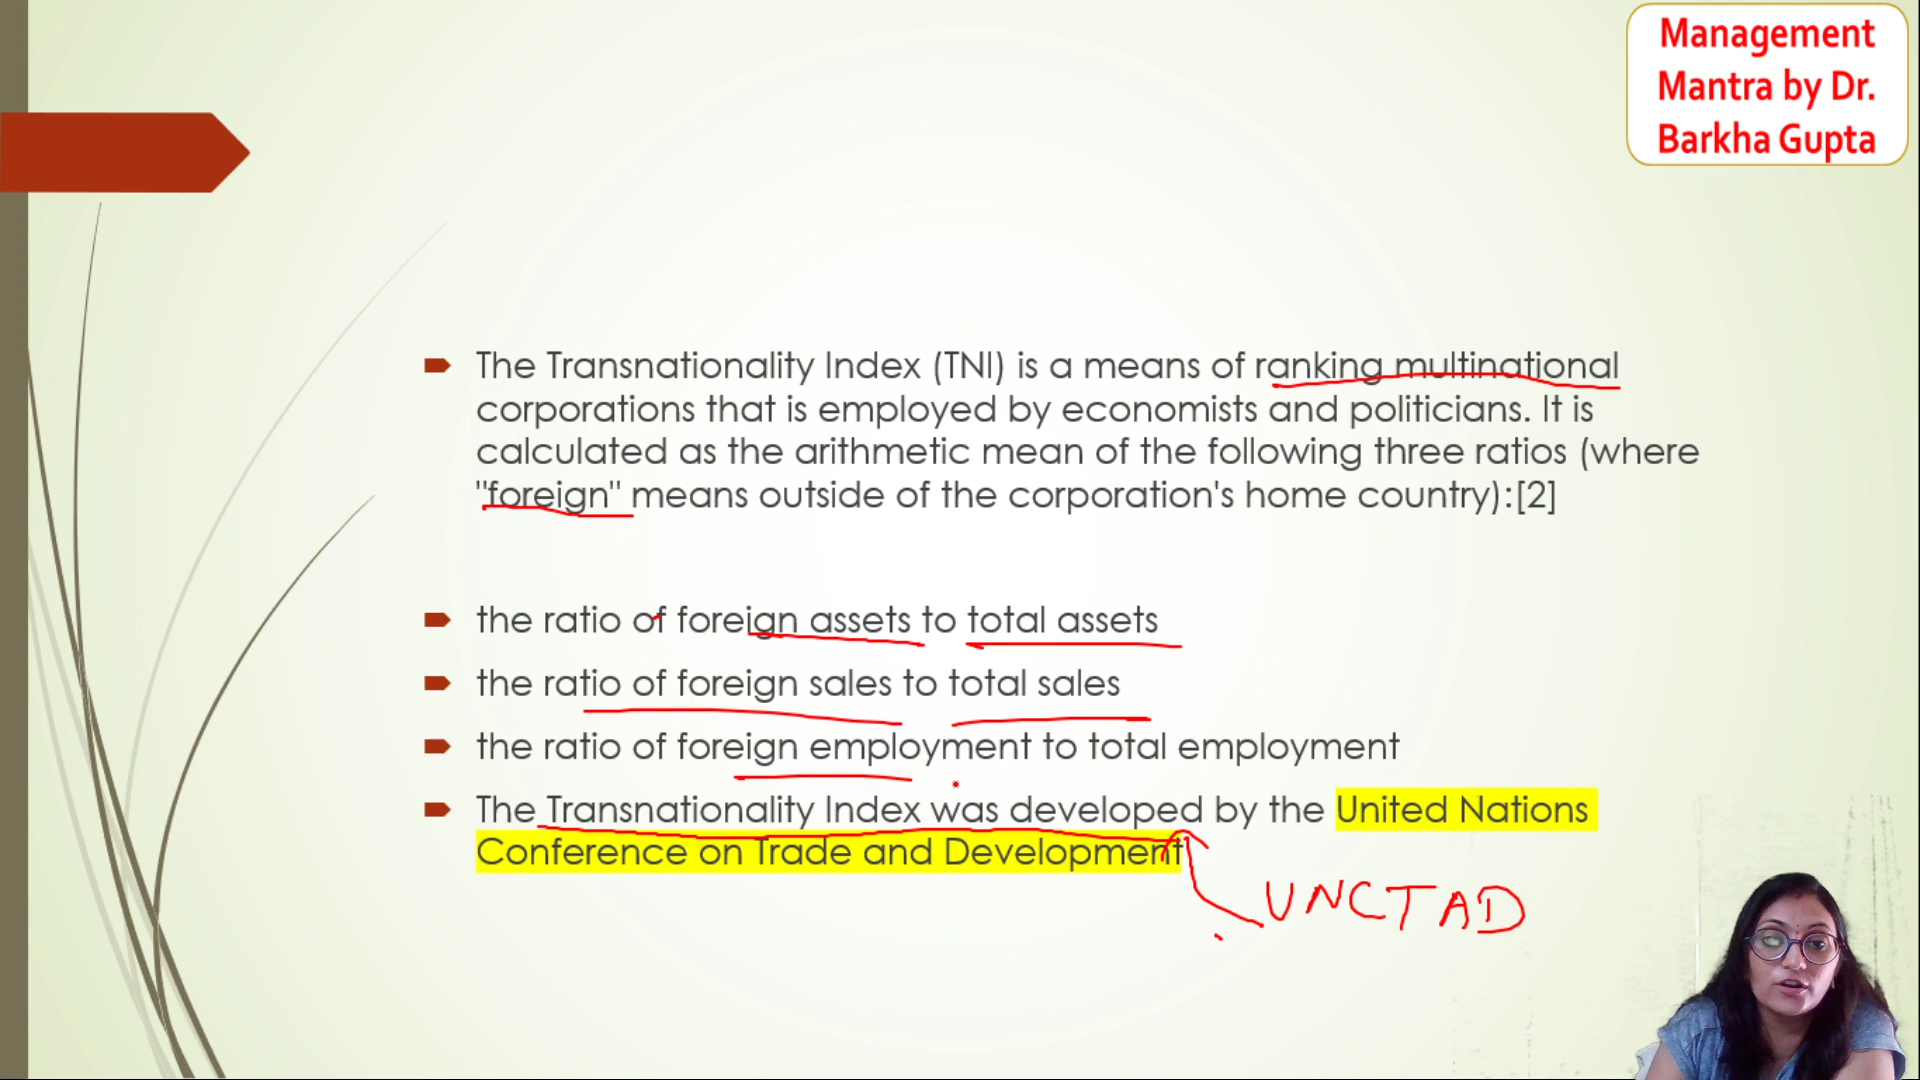 Management
Mantra by Dr.
Barkha Gupta
The Transnationality Index (TNI) is a means of ranking multinational
corporations that is employed by economists and politicians. It is
calculated as the arithmetic mean of the following three ratios (where
"foreign" means outside of the corporation's home country):[2]
the ratio of foreign assets to total assets
the ratio of foreign sales to total sales
the ratio of foreign employment to total employment
The Transnationality Index was developed by the United Nations
Conference on Trade and Development
UNCTAD